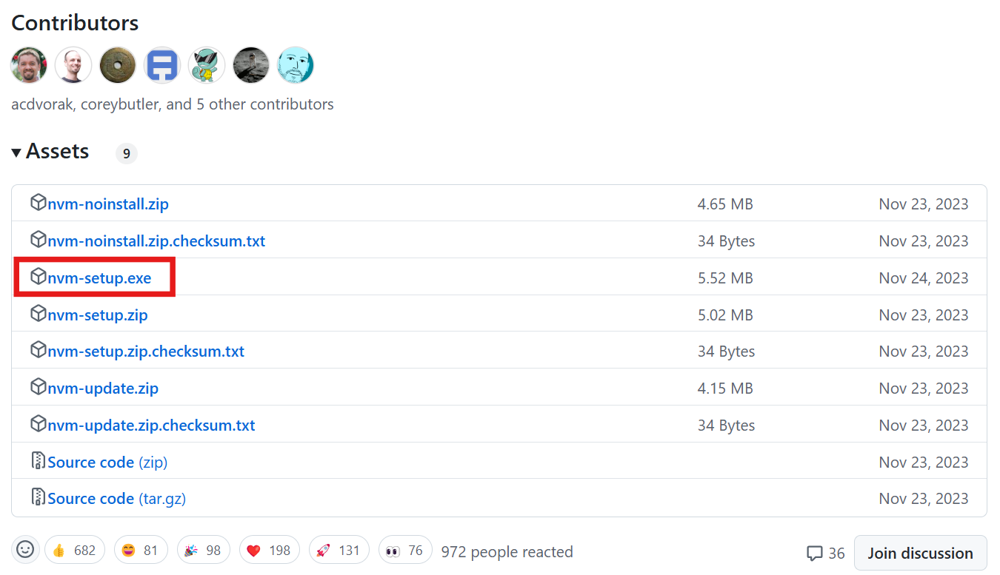 Contributors
acdvorak, coreybutler, and 5 other contributors
Assets 9
nvm-noinstall.zip 4.65 MB Nov 23, 2023
nvm-noinstall.zip.checksum.txt 34 Bytes Nov 23, 2023
nvm-setup.exe 5.52 MB Nov 24, 2023
nvm-setup.zip 5.02 MB Nov 23, 2023
nvm-setup.zip.checksum.txt 34 Bytes Nov 23, 2023
nvm-update.zip 4.15 MB Nov 23, 2023
nvm-update.zip.checksum.txt 34 Bytes Nov 23, 2023
Source code (zip) Nov 23, 2023
Source code (tar.gz) Nov 23, 2023
682 81 98 198 131 76 972 people reacted 36 Join discussion